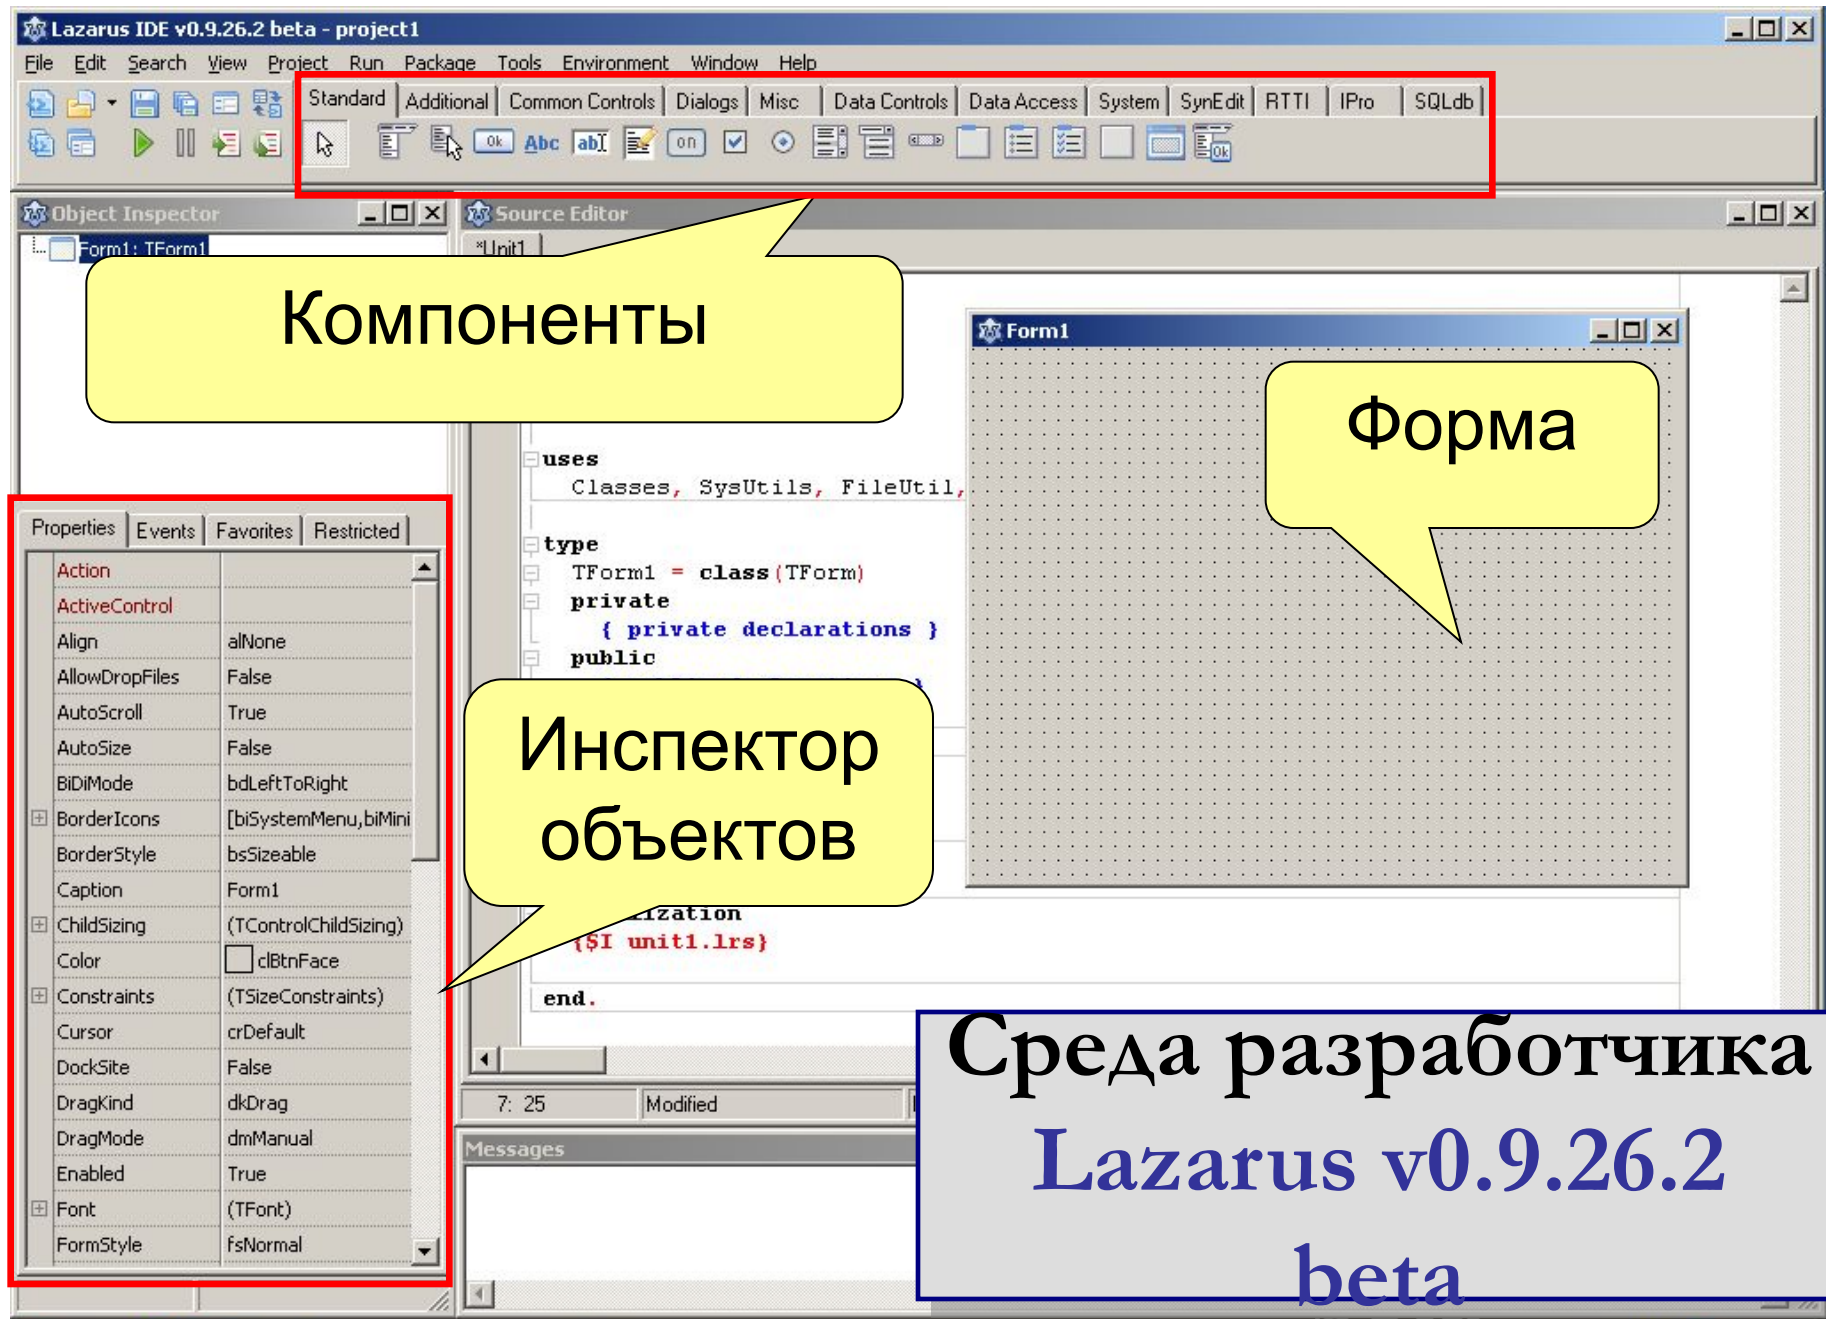 Lazarus IDE v0.9.26.2 beta - project1
File Edit Search View Project Run Package Tools Environment Window Help
Standard Additional Common Controls Dialogs Misc Data Controls Data Access System SynEdit RTTI IPro SQLdb
Ok Abc abI on Ok
Object Inspector
Form1: TForm1
Source Editor
*Unit1
Компоненты
Form1
Форма
uses
Classes, SysUtils, FileUtil,
type
TForm1 = class(TForm)
private
{ private declarations }
public
}
Инспектор
объектов
{$I unit1.lrs}
end.
7: 25 Modified
Messages
Properties Events Favorites Restricted
Action
ActiveControl
Align alNone
AllowDropFiles False
AutoScroll True
AutoSize False
BiDiMode bdLeftToRight
BorderIcons [biSystemMenu,biMini
BorderStyle bsSizeable
Caption Form1
ChildSizing (TControlChildSizing)
Color clBtnFace
Constraints (TSizeConstraints)
Cursor crDefault
DockSite False
DragKind dkDrag
DragMode dmManual
Enabled True
Font (TFont)
FormStyle fsNormal
Среда разработчика
Lazarus v0.9.26.2
beta